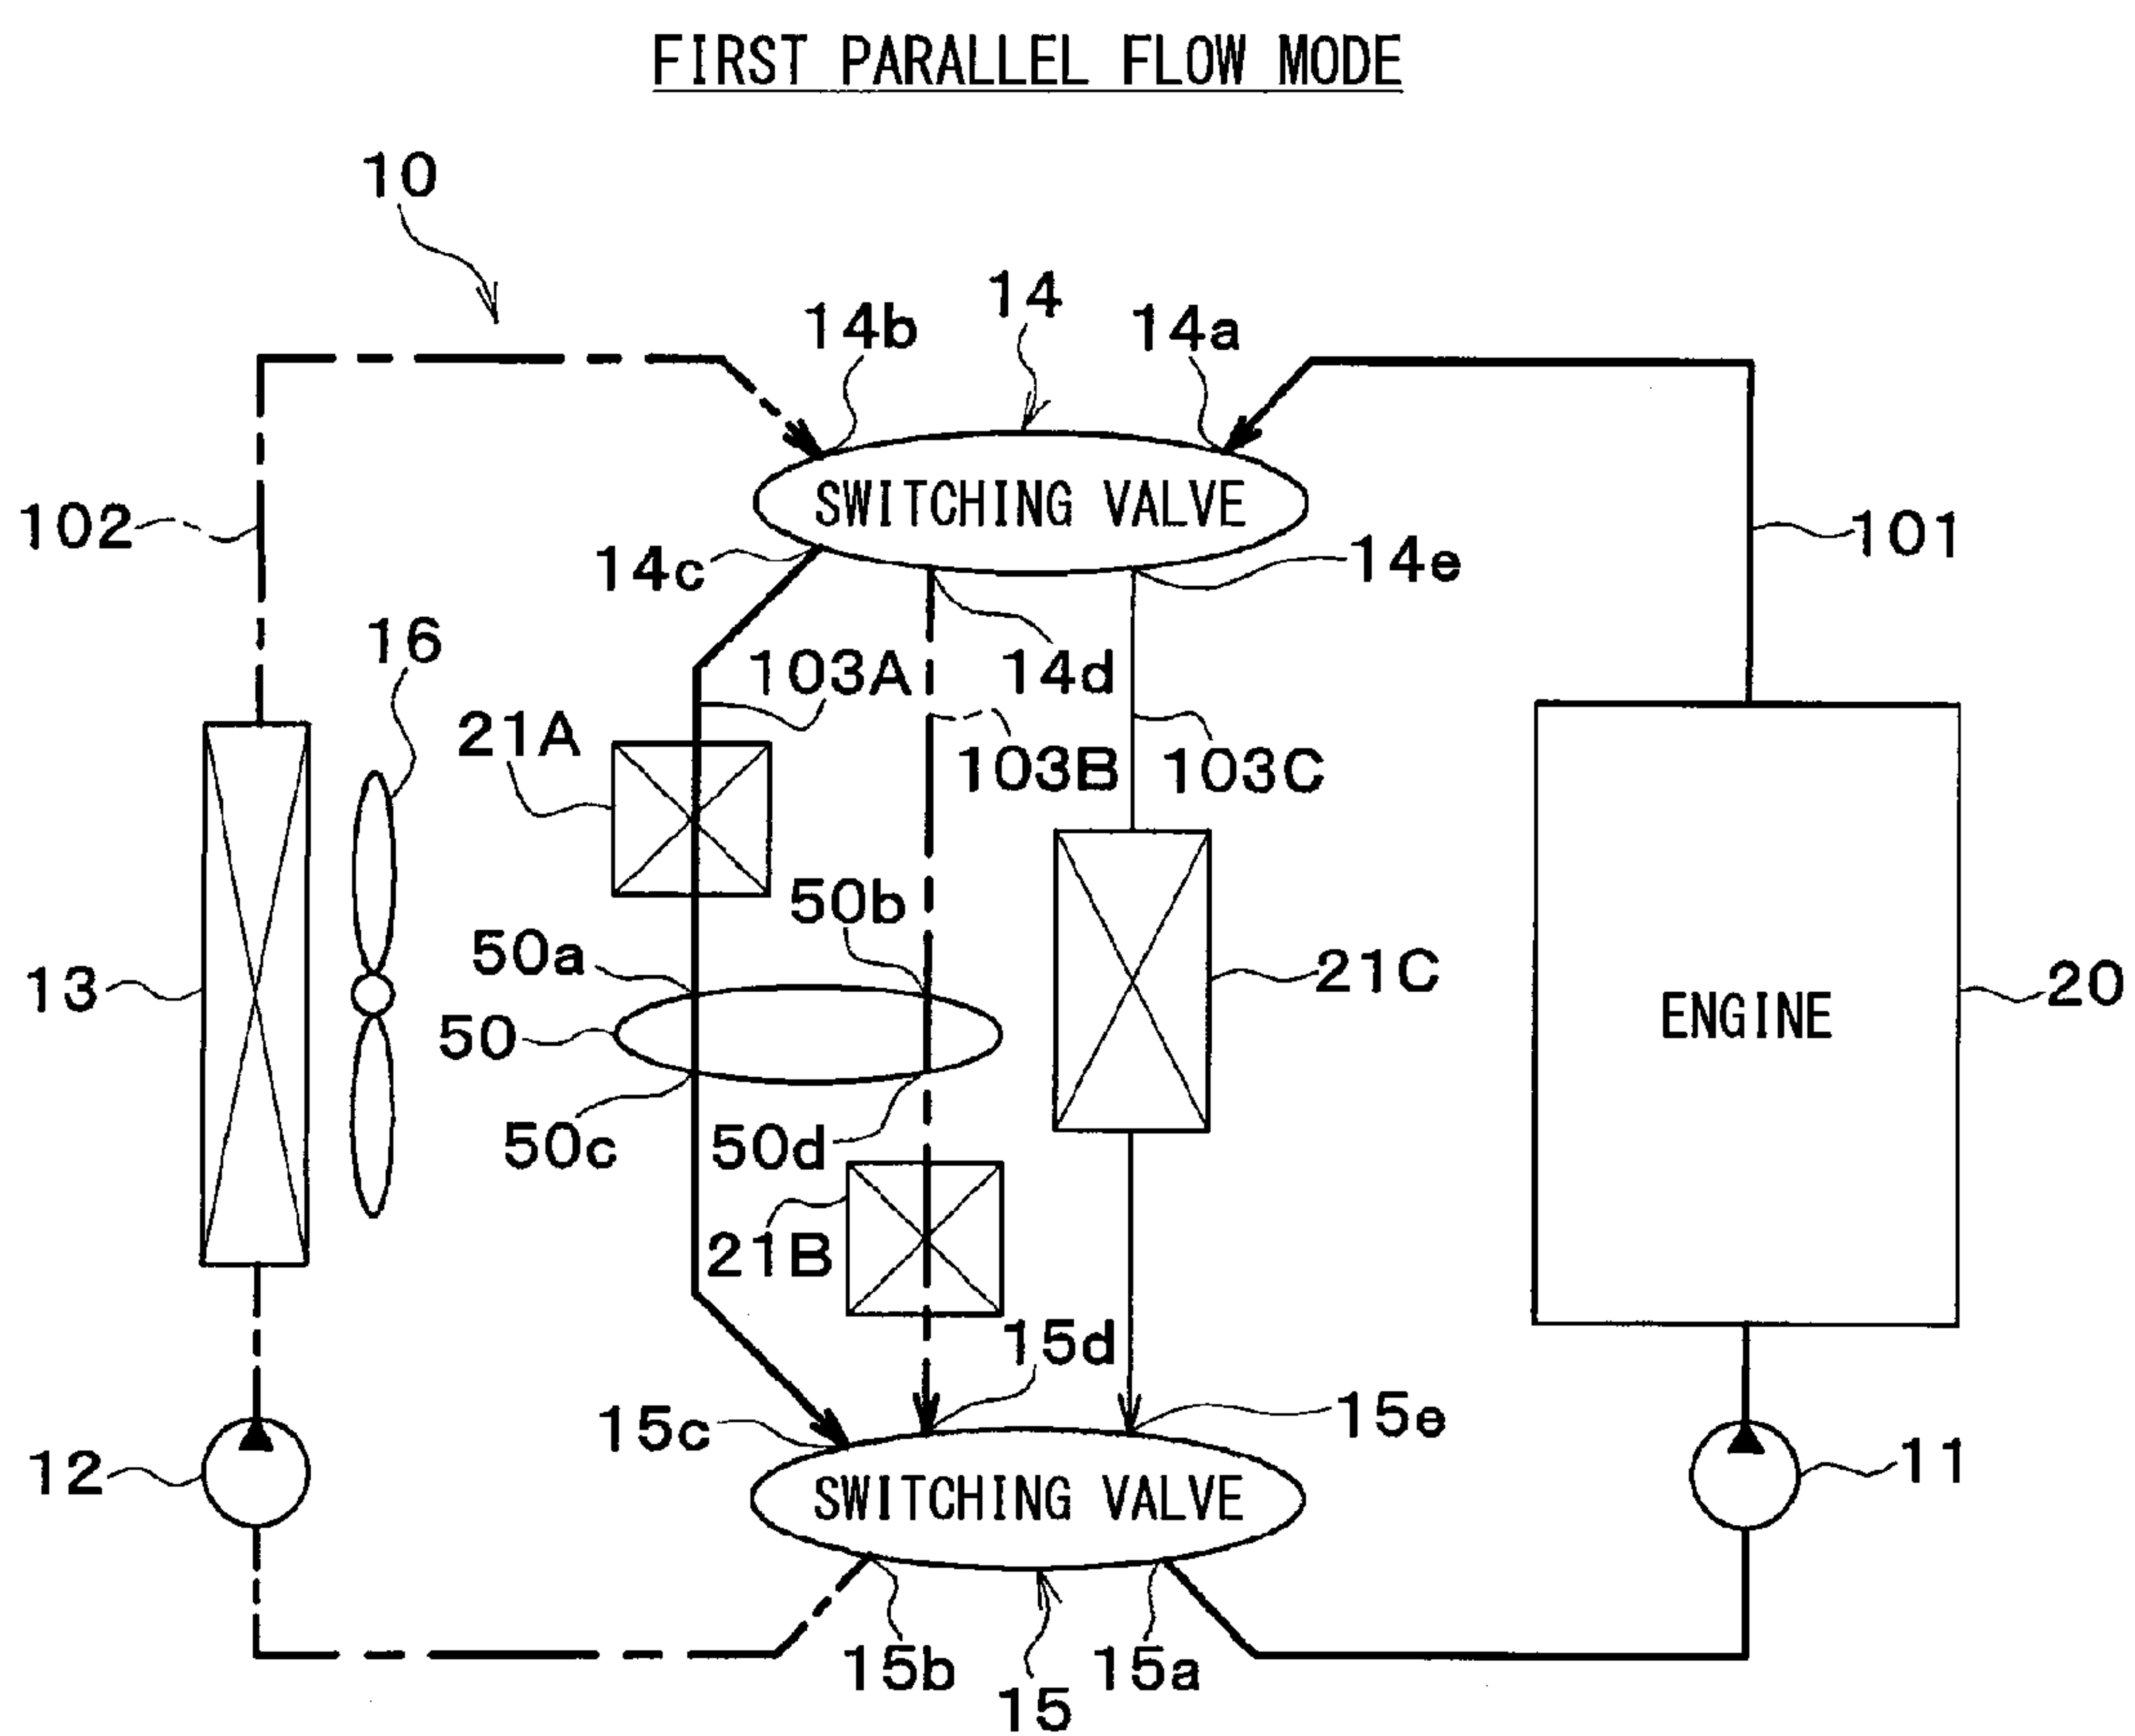 FIRST PARALLEL FLOW MODE
10
14
14b
14a
SWITCHING VALVE
102
101
14c
14e
16
103A
14d
21A
103B
103C
50b
50a
13
21C
20
ENGINE
50
50c
50d
21B
15d
15c
15e
12
11
SWITCHING VALVE
15b
15a
15